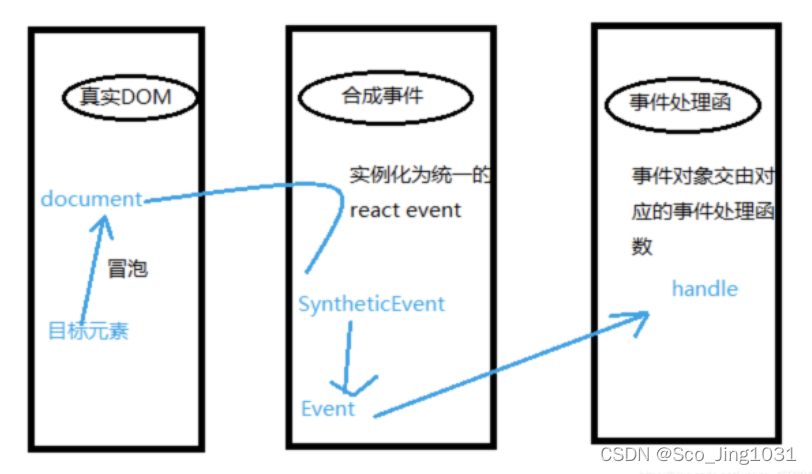 真实DOM
document
冒泡
目标元素
合成事件
实例化为统一的
react event
SyntheticEvent
Event
事件处理函
事件对象交由对
应的事件处理函
数
handle
CSDN @Sco_Jing1031